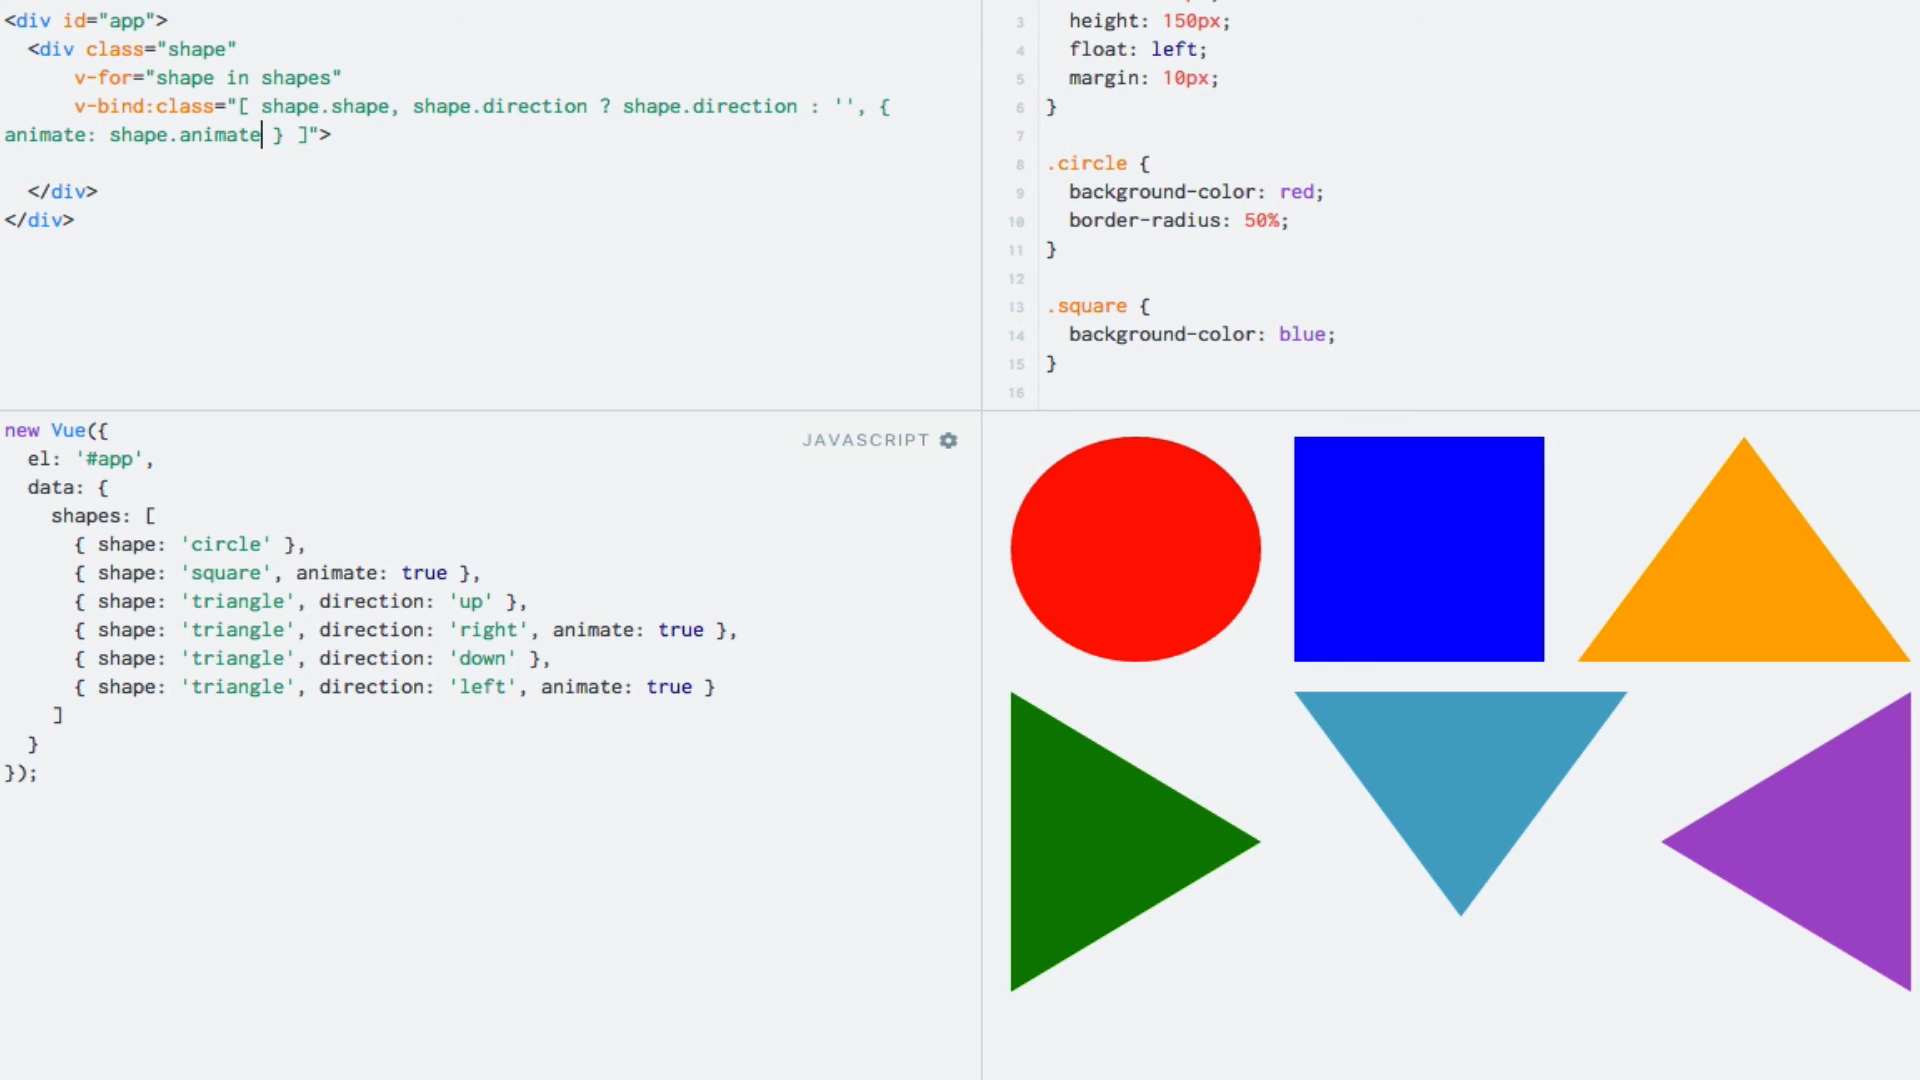 <div id="app">
<div class="shape"
v-for="shape in shapes"
v-bind:class="[ shape.shape, shape.direction ? shape.direction : '', {
animate: shape.animate } ]">
</div>
</div>
3 height: 150px;
4 float: left;
5 margin: 10px;
6 }
7
8 .circle {
9 background-color: red;
10 border-radius: 50%;
11 }
12
13 .square {
14 background-color: blue;
15 }
16
JAVASCRIPT
new Vue({
el: '#app',
data: {
shapes: [
{ shape: 'circle' },
{ shape: 'square', animate: true },
{ shape: 'triangle', direction: 'up' },
{ shape: 'triangle', direction: 'right', animate: true },
{ shape: 'triangle', direction: 'down' },
{ shape: 'triangle', direction: 'left', animate: true }
]
}
});